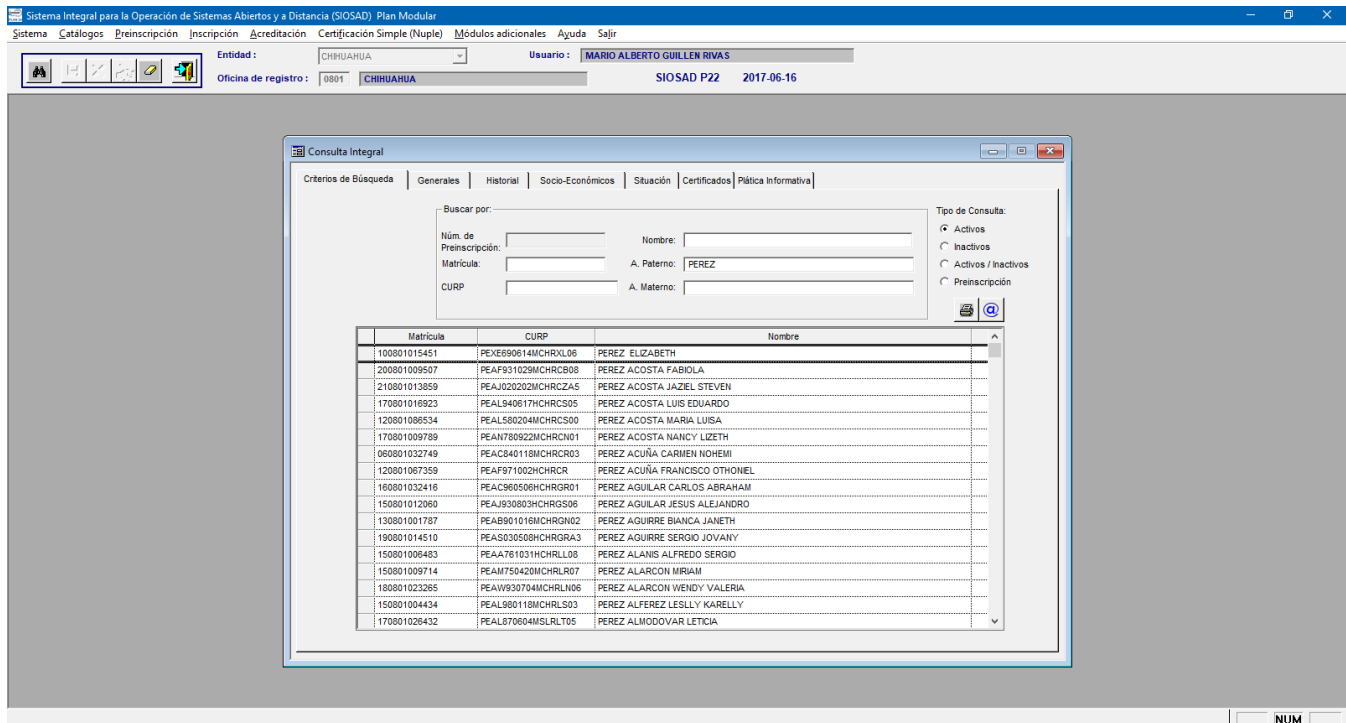 Sistema Integral para la Operación de Sistemas Abiertos y a Distancia (SIOSAD) Plan Modular
Sistema Catálogos Preinscripción Inscripción Acreditación Certificación Simple (Nuple) Módulos adicionales Ayuda Salir
Entidad : CHIHUAHUA Usuario : MARIO ALBERTO GUILLEN RIVAS
Oficina de registro : 0801 CHIHUAHUA SIOSAD P22 2017-06-16
Consulta Integral
Criterios de Búsqueda Generales Historial Socio-Económicos Situación Certificados Plática Informativa
Buscar por: Tipo de Consulta:
Núm. de Preinscripción: Nombre: Activos
Inactivos
Matrícula: A. Paterno: PEREZ Activos / Inactivos
CURP A. Materno: Preinscripción
@
Matrícula CURP Nombre
100801015451 PEXE690614MCHRXL06 PEREZ ELIZABETH
200801009507 PEAF931029MCHRCB08 PEREZ ACOSTA FABIOLA
210801013859 PEAJ020202MCHRCZA5 PEREZ ACOSTA JAZIEL STEVEN
170801016923 PEAL940617HCHRCS05 PEREZ ACOSTA LUIS EDUARDO
120801086534 PEAL580204MCHRCS00 PEREZ ACOSTA MARIA LUISA
170801009789 PEAN780922MCHRCN01 PEREZ ACOSTA NANCY LIZETH
060801032749 PEAC840118MCHRCR03 PEREZ ACUÑA CARMEN NOHEMI
120801067359 PEAF971002HCHRCR PEREZ ACUÑA FRANCISCO OTHONIEL
160801032416 PEAC960506HCHRGR01 PEREZ AGUILAR CARLOS ABRAHAM
150801012060 PEAJ930803HCHRGS06 PEREZ AGUILAR JESUS ALEJANDRO
130801001787 PEAB901016MCHRGN02 PEREZ AGUIRRE BIANCA JANETH
190801014510 PEAS030508HCHRGRA3 PEREZ AGUIRRE SERGIO JOVANY
150801006483 PEAA761031HCHRLL08 PEREZ ALANIS ALFREDO SERGIO
150801009714 PEAM750420MCHRLR07 PEREZ ALARCON MIRIAM
180801023265 PEAW930704MCHRLN06 PEREZ ALARCON WENDY VALERIA
150801004434 PEAL980118MCHRLS03 PEREZ ALFEREZ LESLLY KARELLY
170801026432 PEAL870604MSLRLT05 PEREZ ALMODOVAR LETICIA
NUM